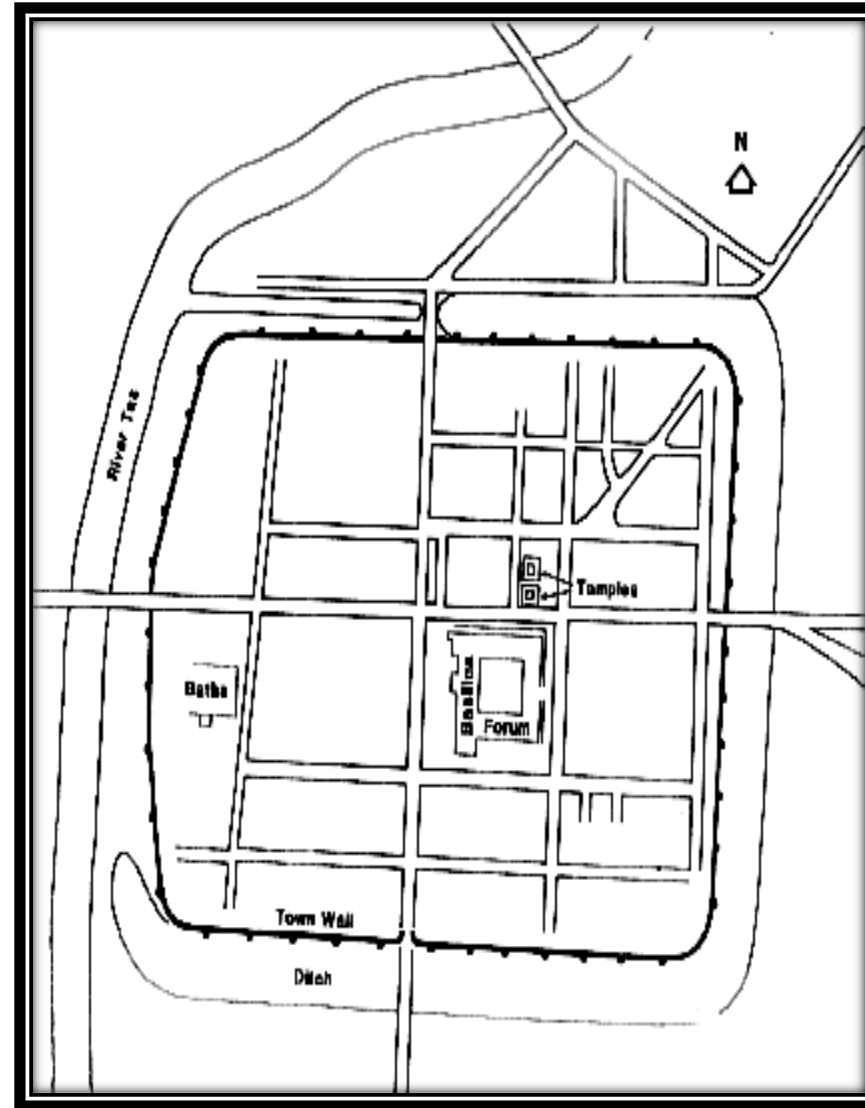 N
River Tas
Temples
Baths
Basilica
Forum
Town Wall
Ditch